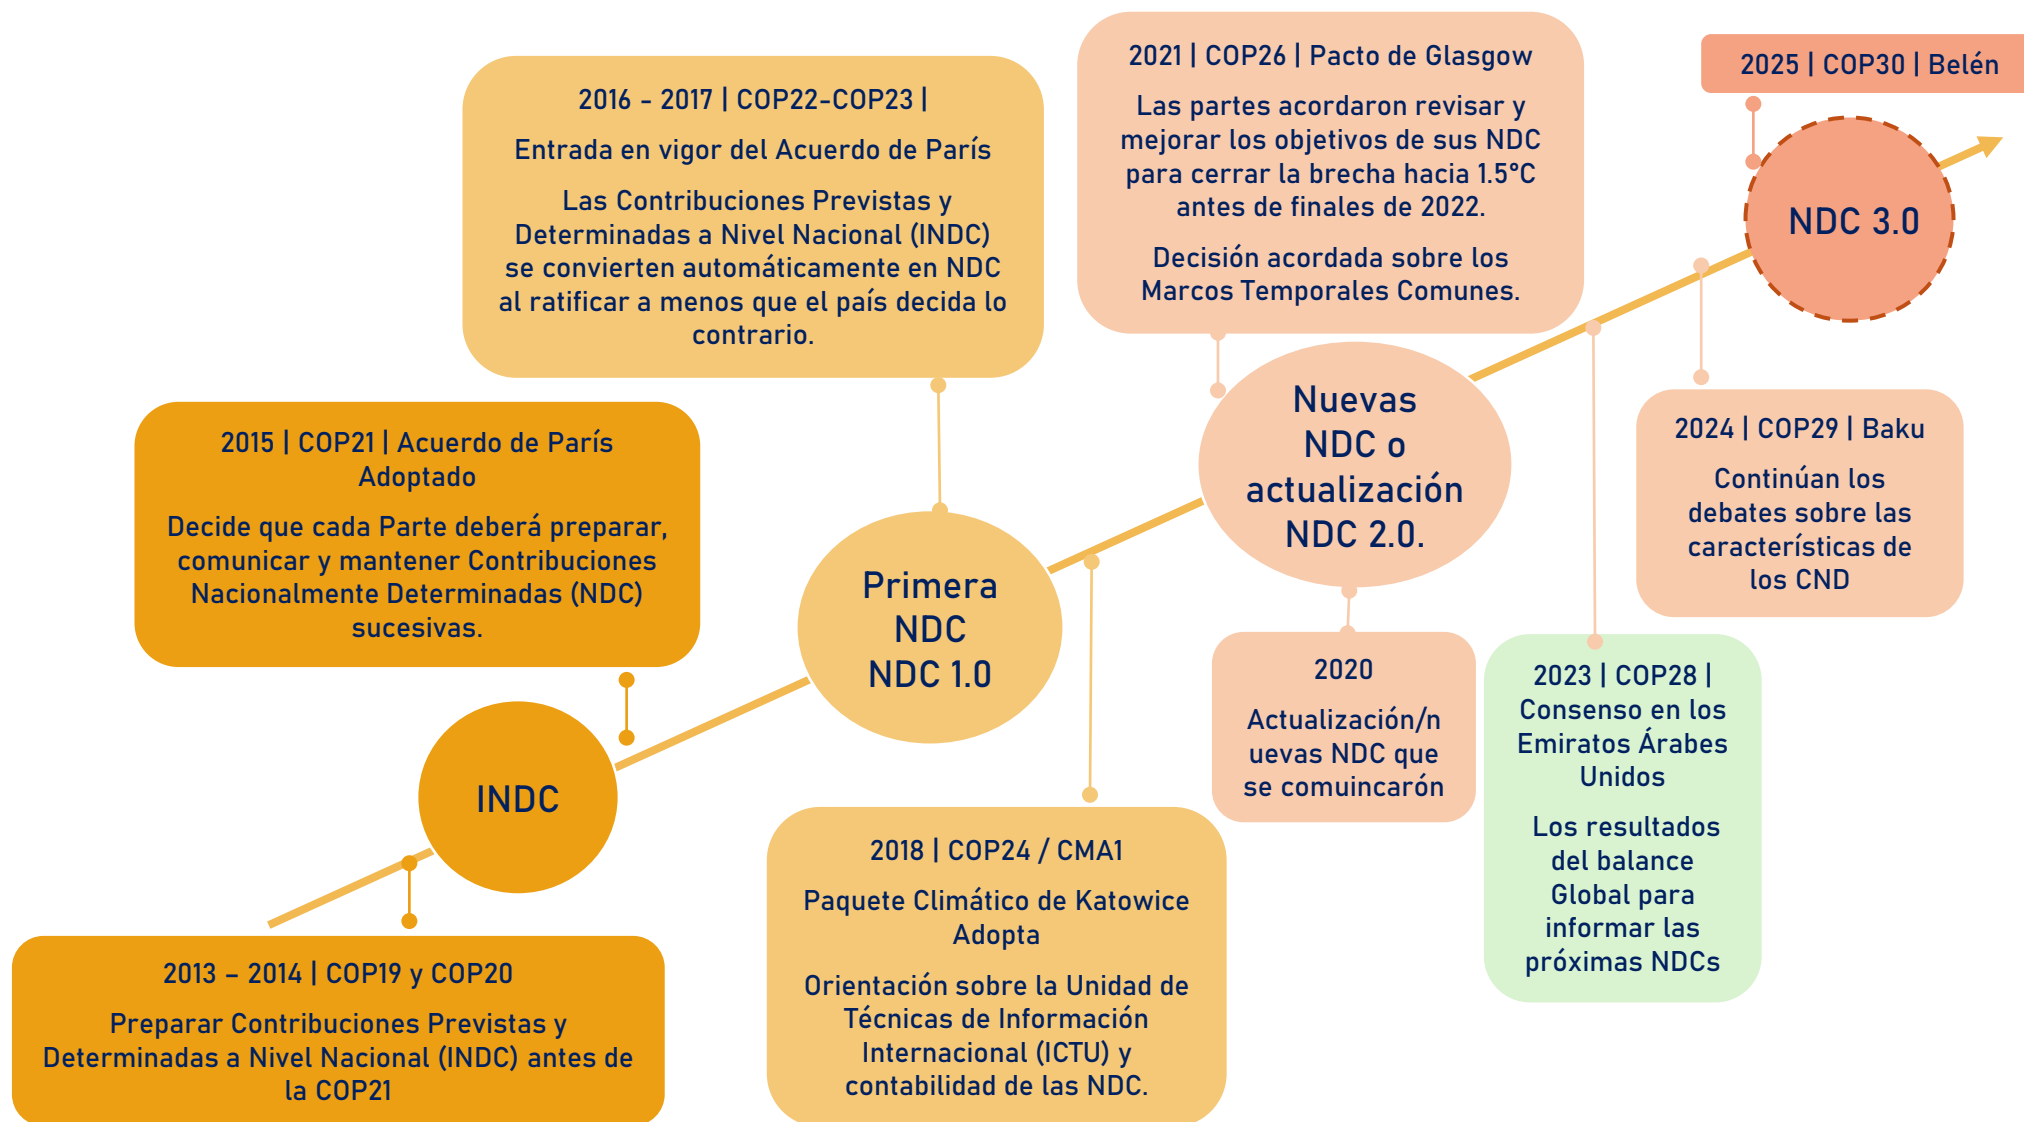 2013 – 2014 | COP19 y COP20
Preparar Contribuciones Previstas y
Determinadas a Nivel Nacional (INDC) antes de
la COP21
INDC
2015 | COP21 | Acuerdo de París
Adoptado
Decide que cada Parte deberá preparar,
comunicar y mantener Contribuciones
Nacionalmente Determinadas (NDC)
sucesivas.
2016 - 2017 | COP22-COP23 |
Entrada en vigor del Acuerdo de París
Las Contribuciones Previstas y
Determinadas a Nivel Nacional (INDC)
se convierten automáticamente en NDC
al ratificar a menos que el país decida lo
contrario.
Primera
NDC
NDC 1.0
2018 | COP24 / CMA1
Paquete Climático de Katowice
Adopta
Orientación sobre la Unidad de
Técnicas de Información
Internacional (ICTU) y
contabilidad de las NDC.
2021 | COP26 | Pacto de Glasgow
Las partes acordaron revisar y
mejorar los objetivos de sus NDC
para cerrar la brecha hacia 1.5°C
antes de finales de 2022.
Decisión acordada sobre los
Marcos Temporales Comunes.
Nuevas
NDC o
actualización
NDC 2.0.
2020
Actualización/n
uevas NDC que
se comuincarón
2023 | COP28 |
Consenso en los
Emiratos Árabes
Unidos
Los resultados
del balance
Global para
informar las
próximas NDCs
2024 | COP29 | Baku
Continúan los
debates sobre las
características de
los CND
2025 | COP30 | Belén
NDC 3.0